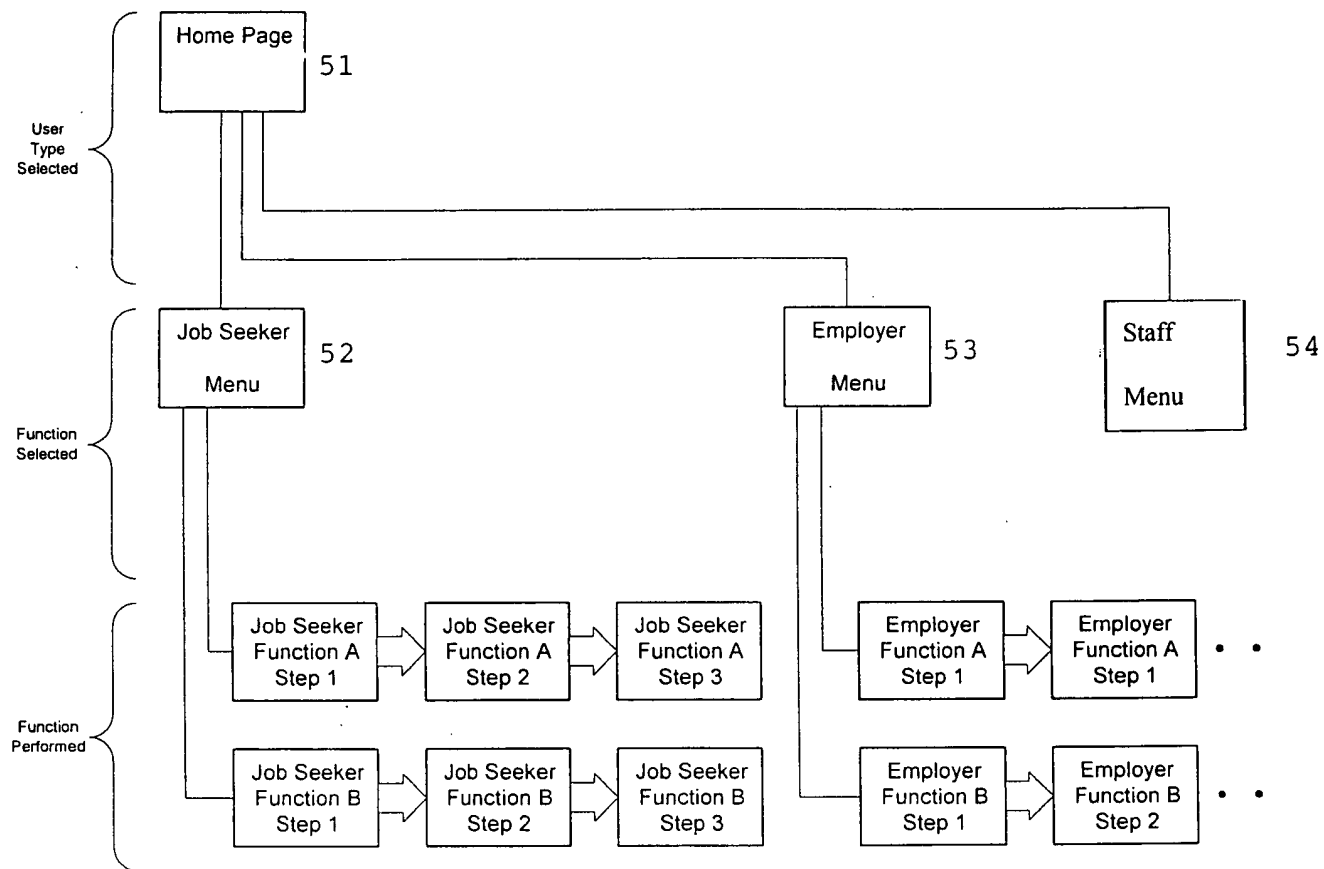 Home Page
51
User
Type
Selected
Job Seeker
Menu
52
Employer
Menu
53
Staff
Menu
54
Function
Selected
Job Seeker
Function A
Step 1
Job Seeker
Function A
Step 2
Job Seeker
Function A
Step 3
Employer
Function A
Step 1
Employer
Function A
Step 1
Function
Performed
Job Seeker
Function B
Step 1
Job Seeker
Function B
Step 2
Job Seeker
Function B
Step 3
Employer
Function B
Step 1
Employer
Function B
Step 2